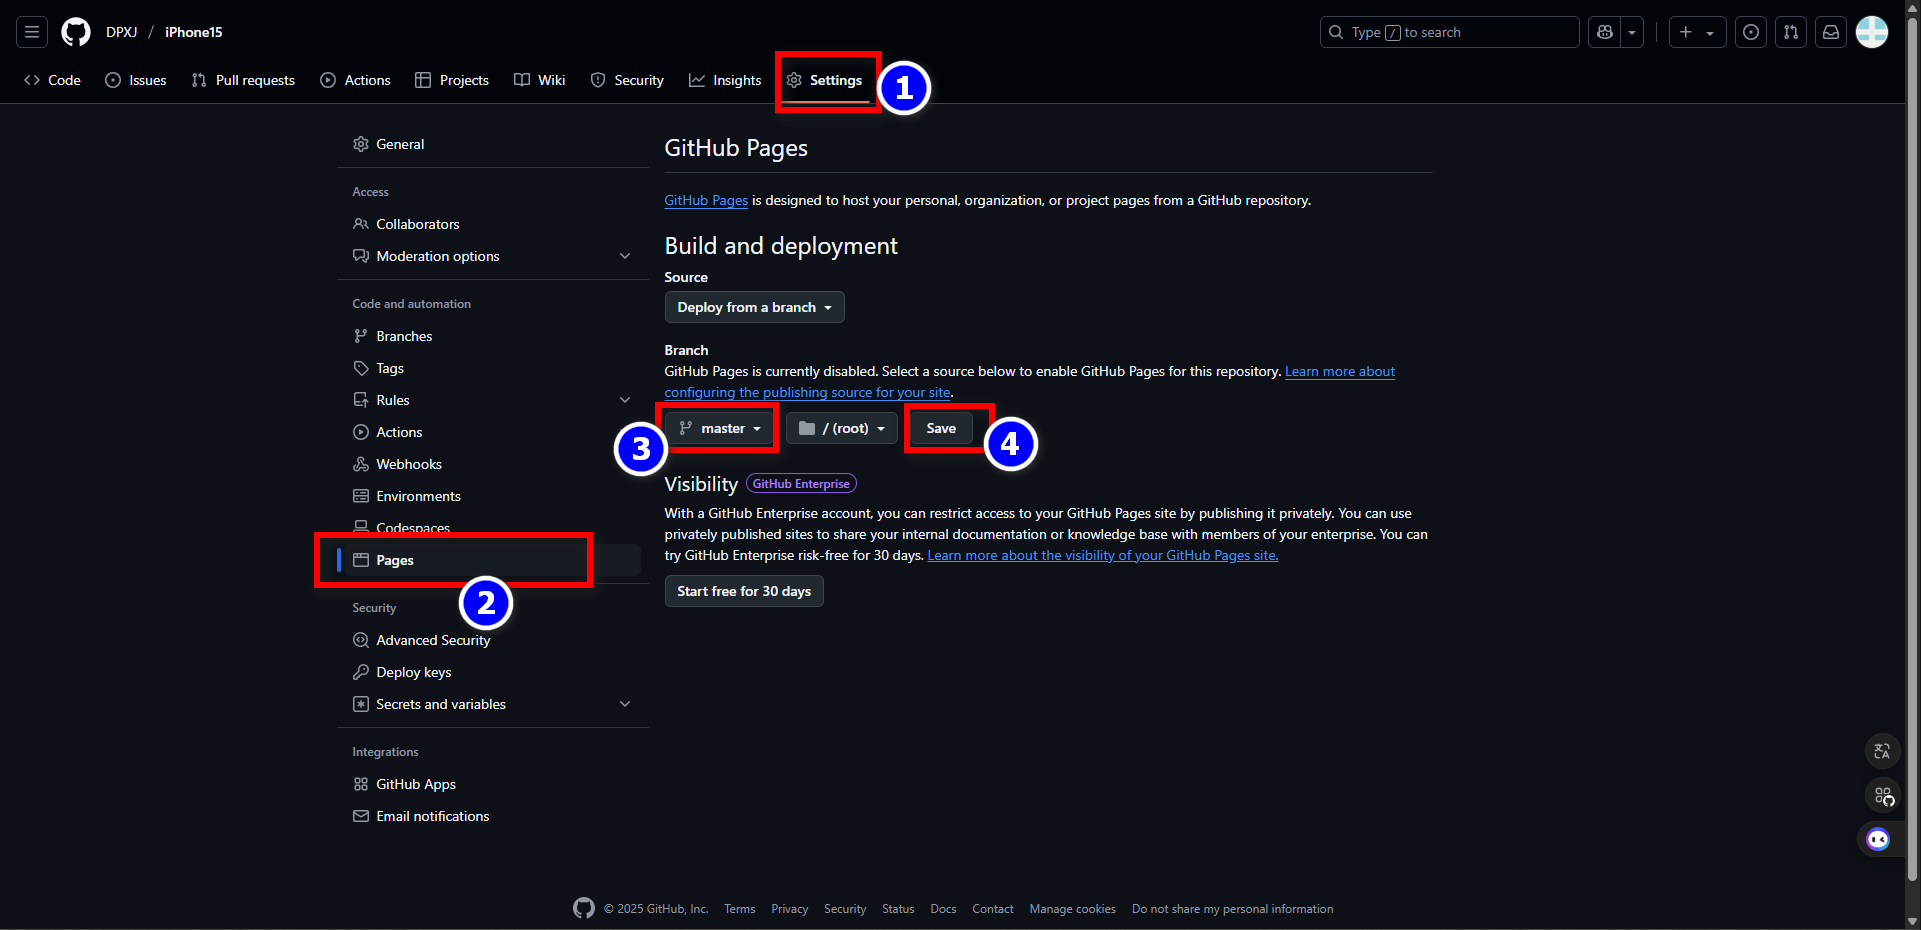 DPXJ / iPhone15
Type / to search
Code Issues Pull requests Actions Projects Wiki Security Insights Settings
1
General
Access
Collaborators
Moderation options
Code and automation
Branches
Tags
Rules
Actions
Webhooks
Environments
Codespaces
Pages
2
Security
Advanced Security
Deploy keys
Secrets and variables
Integrations
GitHub Apps
Email notifications
GitHub Pages
GitHub Pages is designed to host your personal, organization, or project pages from a GitHub repository.
Build and deployment
Source
Deploy from a branch
Branch
GitHub Pages is currently disabled. Select a source below to enable GitHub Pages for this repository. Learn more about
configuring the publishing source for your site.
3 master / (root) Save 4
Visibility GitHub Enterprise
With a GitHub Enterprise account, you can restrict access to your GitHub Pages site by publishing it privately. You can use
privately published sites to share your internal documentation or knowledge base with members of your enterprise. You can
try GitHub Enterprise risk-free for 30 days. Learn more about the visibility of your GitHub Pages site.
Start free for 30 days
© 2025 GitHub, Inc. Terms Privacy Security Status Docs Contact Manage cookies Do not share my personal information